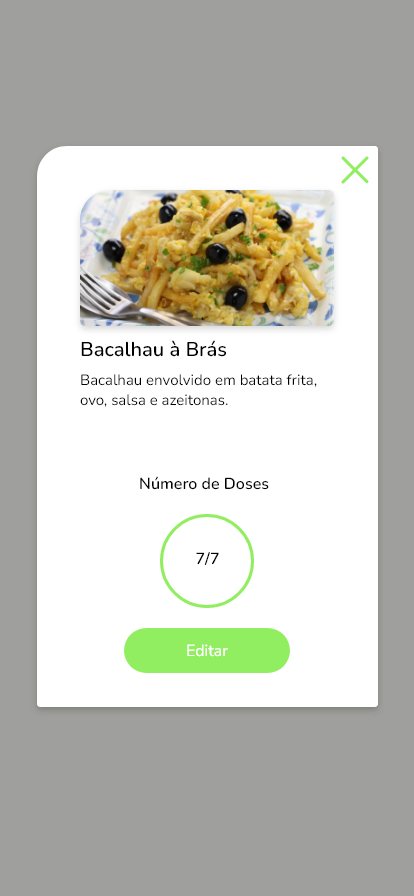 Bacalhau à Brás
Bacalhau envolvido em batata frita,
ovo, salsa e azeitonas.
Número de Doses
7/7
Editar